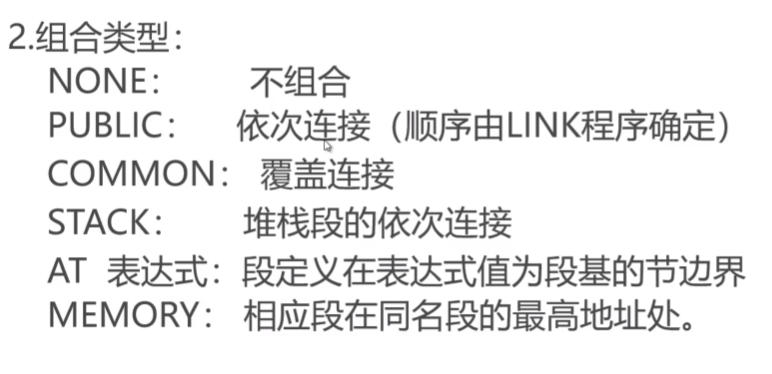 2.组合类型：
NONE： 不组合
PUBLIC： 依次连接（顺序由LINK程序确定）
COMMON： 覆盖连接
STACK： 堆栈段的依次连接
AT 表达式：段定义在表达式值为段基的节边界
MEMORY： 相应段在同名段的最高地址处。